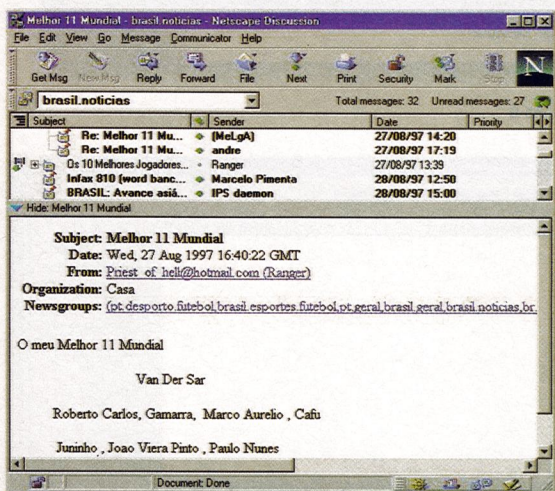 Melhor 11 Mundial - brasil.noticias - Netscape Discussion
File Edit View Go Message Communicator Help
Get Msg New Msg Reply Forward File Next Print Security Mark Stop N
brasil.noticias Total messages: 32 Unread messages: 27
Subject Sender Date Priority
Re: Melhor 11 Mu... (MeLgA) 27/08/97 14:20
Re: Melhor 11 Mu... andre 27/08/97 17:19
Os 10 Melhores Jogadores... Ranger 27/08/97 13:39
Infax 810 (word banc... Marcelo Pimenta 28/08/97 12:50
BRASIL: Avance asiá... IPS daemon 28/08/97 15:00
Hide: Melhor 11 Mundial
Subject: Melhor 11 Mundial
Date: Wed, 27 Aug 1997 16:40:22 GMT
From: Priest_of_hell@hotmail.com (Ranger)
Organization: Casa
Newsgroups: (pt.desporto.futebol,brasil.esportes.futebol,pt.geral,brasil.geral,brasil.noticias,br
O meu Melhor 11 Mundial
Van Der Sar
Roberto Carlos, Gamarra, Marco Aurelio , Cafu
Juninho , Joao Viera Pinto , Paulo Nunes
Document: Done